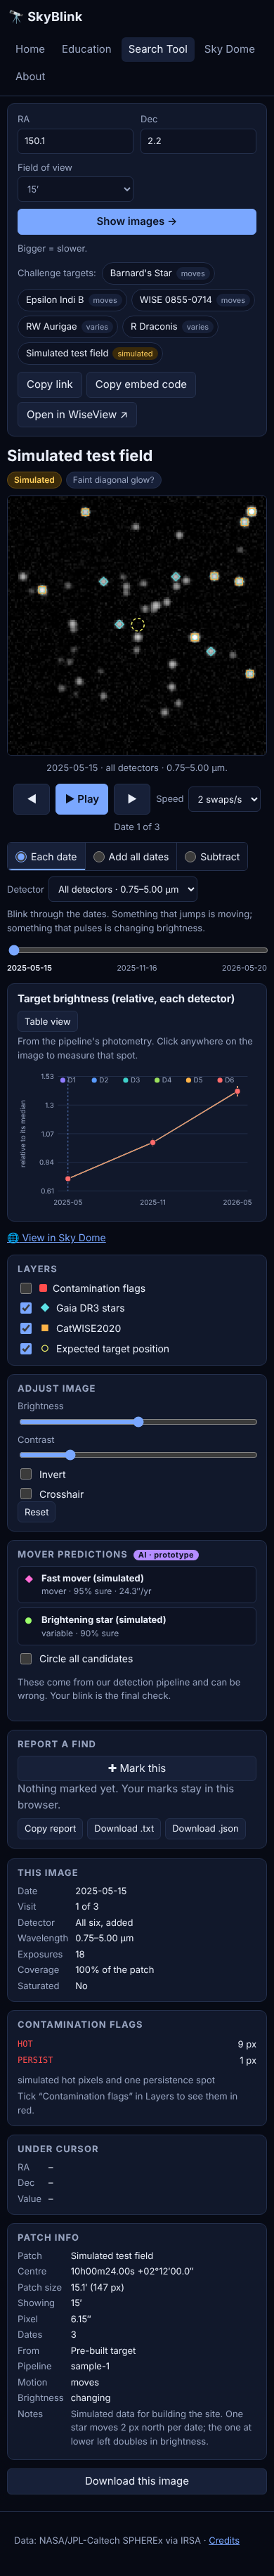 SkyBlink
Home Education Search Tool Sky Dome
About
RA Dec
150.1 2.2
Field of view
15′
Show images →
Bigger = slower.
Challenge targets: Barnard's Star moves
Epsilon Indi B moves WISE 0855-0714 moves
RW Aurigae varies R Draconis varies
Simulated test field simulated
Copy link Copy embed code
Open in WiseView ↗
Simulated test field
Simulated Faint diagonal glow?
2025-05-15 · all detectors · 0.75–5.00 µm.
◀ ▶ Play ▶ Speed 2 swaps/s
Date 1 of 3
Each date Add all dates Subtract
Detector All detectors · 0.75–5.00 µm
Blink through the dates. Something that jumps is moving;
something that pulses is changing brightness.
2025-05-15 2025-11-16 2026-05-20
Target brightness (relative, each detector)
Table view
From the pipeline's photometry. Click anywhere on the
image to measure that spot.
D1 D2 D3 D4 D5 D6
relative to its median
1.53
1.3
1.07
0.84
0.61
2025-05 2025-11 2026-05
🌐 View in Sky Dome
LAYERS
Contamination flags
Gaia DR3 stars
CatWISE2020
Expected target position
ADJUST IMAGE
Brightness
Contrast
Invert
Crosshair
Reset
MOVER PREDICTIONS AI · prototype
Fast mover (simulated)
mover · 95% sure · 24.3″/yr
Brightening star (simulated)
variable · 90% sure
Circle all candidates
These come from our detection pipeline and can be
wrong. Your blink is the final check.
REPORT A FIND
✚ Mark this
Nothing marked yet. Your marks stay in this
browser.
Copy report Download .txt Download .json
THIS IMAGE
Date 2025-05-15
Visit 1 of 3
Detector All six, added
Wavelength 0.75–5.00 µm
Exposures 18
Coverage 100% of the patch
Saturated No
CONTAMINATION FLAGS
HOT 9 px
PERSIST 1 px
simulated hot pixels and one persistence spot
Tick "Contamination flags" in Layers to see them in
red.
UNDER CURSOR
RA –
Dec –
Value –
PATCH INFO
Patch Simulated test field
Centre 10h00m24.00s +02°12′00.0″
Patch size 15.1′ (147 px)
Showing 15′
Pixel 6.15″
Dates 3
From Pre-built target
Pipeline sample-1
Motion moves
Brightness changing
Notes Simulated data for building the site. One
star moves 2 px north per date; the one at
lower left doubles in brightness.
Download this image
Data: NASA/JPL-Caltech SPHEREx via IRSA · Credits